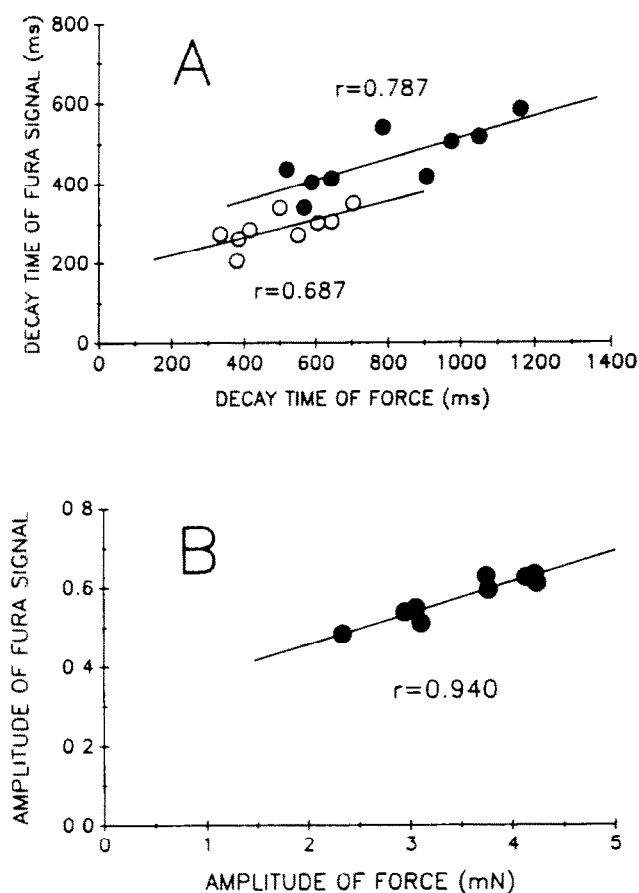 A
DECAY TIME OF FURA SIGNAL (ms)
800
600
400
200
0
r=0.787
r=0.687
0 200 400 600 800 1000 1200 1400
DECAY TIME OF FORCE (ms)
B
AMPLITUDE OF FURA SIGNAL
0 8
0 6
0 4
0 2
0 0
r=0.940
0 1 2 3 4 5
AMPLITUDE OF FORCE (mN)